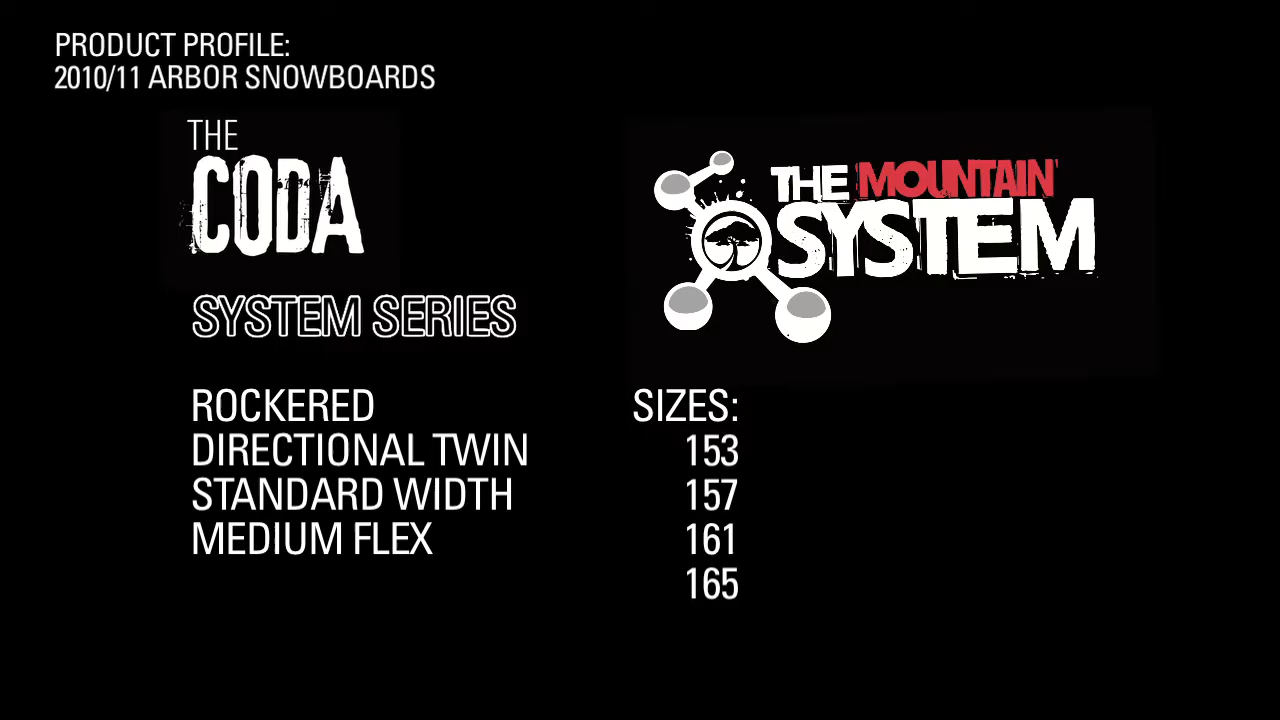 PRODUCT PROFILE:
2010/11 ARBOR SNOWBOARDS
THE
CODA
SYSTEM SERIES
THE MOUNTAIN
SYSTEM
ROCKERED
DIRECTIONAL TWIN
STANDARD WIDTH
MEDIUM FLEX
SIZES:
153
157
161
165